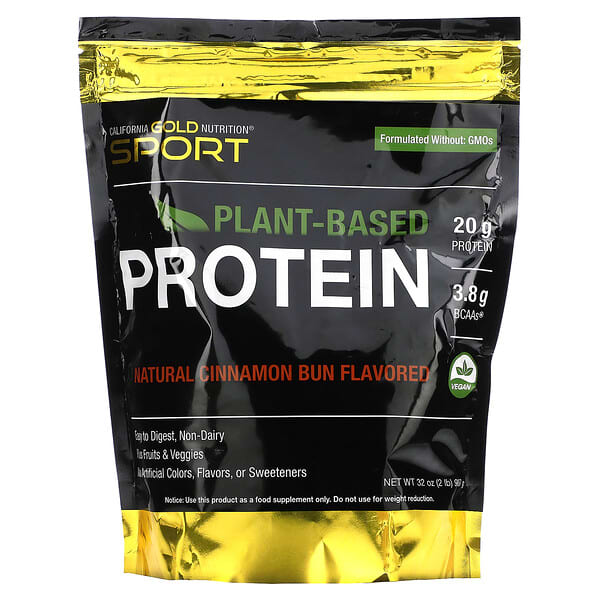 CALIFORNIA GOLD NUTRITION®
SPORT
Formulated Without: GMOs
PLANT-BASED
PROTEIN
20 g
PROTEIN
3.8 g
BCAAs®
NATURAL CINNAMON BUN FLAVORED
VEGAN
to Digest, Non-Dairy
Fruits & Veggies
Artificial Colors, Flavors, or Sweeteners
NET WT 32 oz (2 lb)
Notice: Use this product as a food supplement only. Do not use for weight reduction.